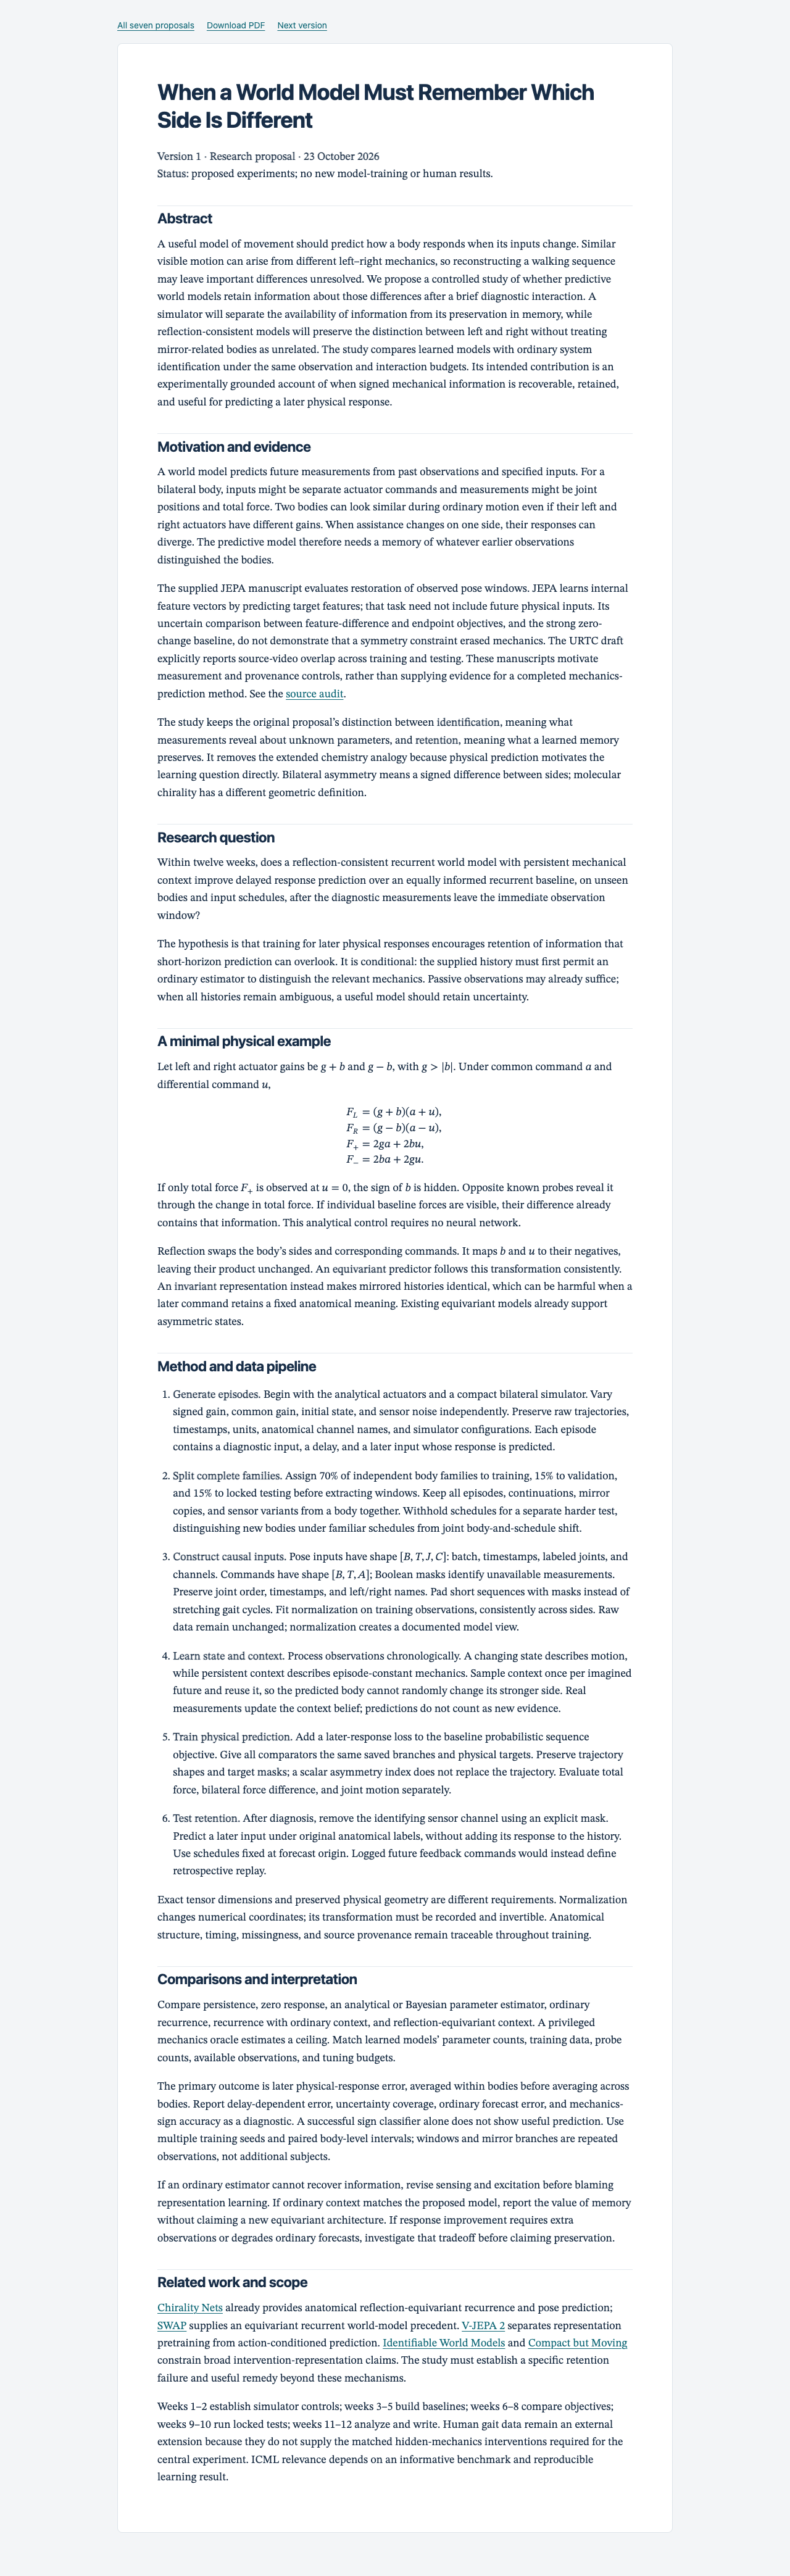 All seven proposals Download PDF Next version
When a World Model Must Remember Which
Side Is Different
Version 1 · Research proposal · 23 October 2026
Status: proposed experiments; no new model-training or human results.
Abstract
A useful model of movement should predict how a body responds when its inputs change. Similar
visible motion can arise from different left–right mechanics, so reconstructing a walking sequence
may leave important differences unresolved. We propose a controlled study of whether predictive
world models retain information about those differences after a brief diagnostic interaction. A
simulator will separate the availability of information from its preservation in memory, while
reflection-consistent models will preserve the distinction between left and right without treating
mirror-related bodies as unrelated. The study compares learned models with ordinary system
identification under the same observation and interaction budgets. Its intended contribution is an
experimentally grounded account of when signed mechanical information is recoverable, retained,
and useful for predicting a later physical response.
Motivation and evidence
A world model predicts future measurements from past observations and specified inputs. For a
bilateral body, inputs might be separate actuator commands and measurements might be joint
positions and total force. Two bodies can look similar during ordinary motion even if their left and
right actuators have different gains. When assistance changes on one side, their responses can
diverge. The predictive model therefore needs a memory of whatever earlier observations
distinguished the bodies.
The supplied JEPA manuscript evaluates restoration of observed pose windows. JEPA learns internal
feature vectors by predicting target features; that task need not include future physical inputs. Its
uncertain comparison between feature-difference and endpoint objectives, and the strong zero-
change baseline, do not demonstrate that a symmetry constraint erased mechanics. The URTC draft
explicitly reports source-video overlap across training and testing. These manuscripts motivate
measurement and provenance controls, rather than supplying evidence for a completed mechanics-
prediction method. See the source audit.
The study keeps the original proposal's distinction between identification, meaning what
measurements reveal about unknown parameters, and retention, meaning what a learned memory
preserves. It removes the extended chemistry analogy because physical prediction motivates the
learning question directly. Bilateral asymmetry means a signed difference between sides; molecular
chirality has a different geometric definition.
Research question
Within twelve weeks, does a reflection-consistent recurrent world model with persistent mechanical
context improve delayed response prediction over an equally informed recurrent baseline, on unseen
bodies and input schedules, after the diagnostic measurements leave the immediate observation
window?
The hypothesis is that training for later physical responses encourages retention of information that
short-horizon prediction can overlook. It is conditional: the supplied history must first permit an
ordinary estimator to distinguish the relevant mechanics. Passive observations may already suffice;
when all histories remain ambiguous, a useful model should retain uncertainty.
A minimal physical example
Let left and right actuator gains be g + b and g − b, with g > |b|. Under common command a and
differential command u,
F_L = (g + b)(a + u),
F_R = (g − b)(a − u),
F_+ = 2ga + 2bu,
F_− = 2ba + 2gu.
If only total force F_+ is observed at u = 0, the sign of b is hidden. Opposite known probes reveal it
through the change in total force. If individual baseline forces are visible, their difference already
contains that information. This analytical control requires no neural network.
Reflection swaps the body's sides and corresponding commands. It maps b and u to their negatives,
leaving their product unchanged. An equivariant predictor follows this transformation consistently.
An invariant representation instead makes mirrored histories identical, which can be harmful when a
later command retains a fixed anatomical meaning. Existing equivariant models already support
asymmetric states.
Method and data pipeline
1. Generate episodes. Begin with the analytical actuators and a compact bilateral simulator. Vary
signed gain, common gain, initial state, and sensor noise independently. Preserve raw trajectories,
timestamps, units, anatomical channel names, and simulator configurations. Each episode
contains a diagnostic input, a delay, and a later input whose response is predicted.
2. Split complete families. Assign 70% of independent body families to training, 15% to validation,
and 15% to locked testing before extracting windows. Keep all episodes, continuations, mirror
copies, and sensor variants from a body together. Withhold schedules for a separate harder test,
distinguishing new bodies under familiar schedules from joint body-and-schedule shift.
3. Construct causal inputs. Pose inputs have shape [B, T, J, C]: batch, timestamps, labeled joints, and
channels. Commands have shape [B, T, A]; Boolean masks identify unavailable measurements.
Preserve joint order, timestamps, and left/right names. Pad short sequences with masks instead of
stretching gait cycles. Fit normalization on training observations, consistently across sides. Raw
data remain unchanged; normalization creates a documented model view.
4. Learn state and context. Process observations chronologically. A changing state describes motion,
while persistent context describes episode-constant mechanics. Sample context once per imagined
future and reuse it, so the predicted body cannot randomly change its stronger side. Real
measurements update the context belief; predictions do not count as new evidence.
5. Train physical prediction. Add a later-response loss to the baseline probabilistic sequence
objective. Give all comparators the same saved branches and physical targets. Preserve trajectory
shapes and target masks; a scalar asymmetry index does not replace the trajectory. Evaluate total
force, bilateral force difference, and joint motion separately.
6. Test retention. After diagnosis, remove the identifying sensor channel using an explicit mask.
Predict a later input under original anatomical labels, without adding its response to the history.
Use schedules fixed at forecast origin. Logged future feedback commands would instead define
retrospective replay.
Exact tensor dimensions and preserved physical geometry are different requirements. Normalization
changes numerical coordinates; its transformation must be recorded and invertible. Anatomical
structure, timing, missingness, and source provenance remain traceable throughout training.
Comparisons and interpretation
Compare persistence, zero response, an analytical or Bayesian parameter estimator, ordinary
recurrence, recurrence with ordinary context, and reflection-equivariant context. A privileged
mechanics oracle estimates a ceiling. Match learned models' parameter counts, training data, probe
counts, available observations, and tuning budgets.
The primary outcome is later physical-response error, averaged within bodies before averaging across
bodies. Report delay-dependent error, uncertainty coverage, ordinary forecast error, and mechanics-
sign accuracy as a diagnostic. A successful sign classifier alone does not show useful prediction. Use
multiple training seeds and paired body-level intervals; windows and mirror branches are repeated
observations, not additional subjects.
If an ordinary estimator cannot recover information, revise sensing and excitation before blaming
representation learning. If ordinary context matches the proposed model, report the value of memory
without claiming a new equivariant architecture. If response improvement requires extra
observations or degrades ordinary forecasts, investigate that tradeoff before claiming preservation.
Related work and scope
Chirality Nets already provides anatomical reflection-equivariant recurrence and pose prediction;
SWAP supplies an equivariant recurrent world-model precedent. V-JEPA 2 separates representation
pretraining from action-conditioned prediction. Identifiable World Models and Compact but Moving
constrain broad intervention-representation claims. The study must establish a specific retention
failure and useful remedy beyond these mechanisms.
Weeks 1–2 establish simulator controls; weeks 3–5 build baselines; weeks 6–8 compare objectives;
weeks 9–10 run locked tests; weeks 11–12 analyze and write. Human gait data remain an external
extension because they do not supply the matched hidden-mechanics interventions required for the
central experiment. ICML relevance depends on an informative benchmark and reproducible
learning result.